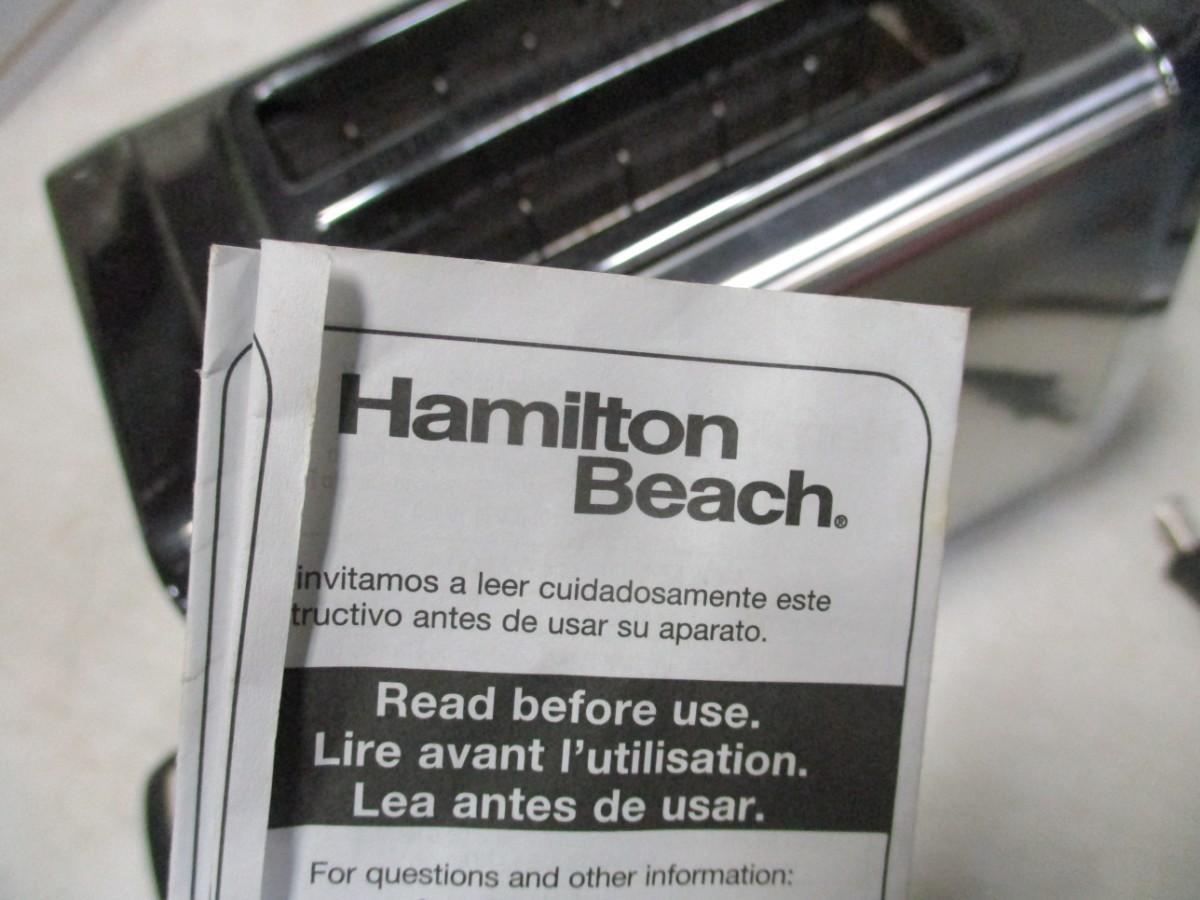 Hamilton
Beach®
invitamos a leer cuidadosamente este
tructivo antes de usar su aparato.
Read before use.
Lire avant l'utilisation.
Lea antes de usar.
For questions and other information: